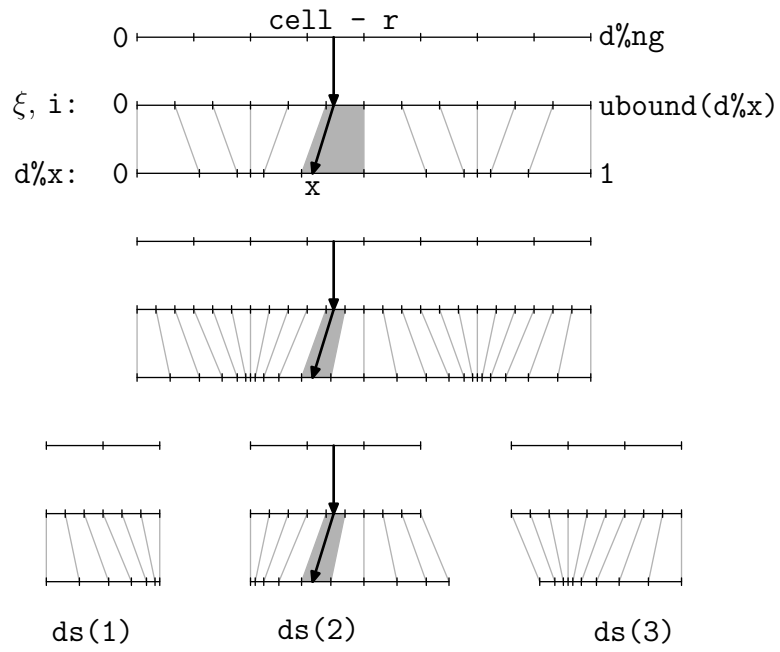 cell - r
0 d%ng
ξ, i: 0 ubound(d%x)
d%x: 0 1
x
ds(1) ds(2) ds(3)